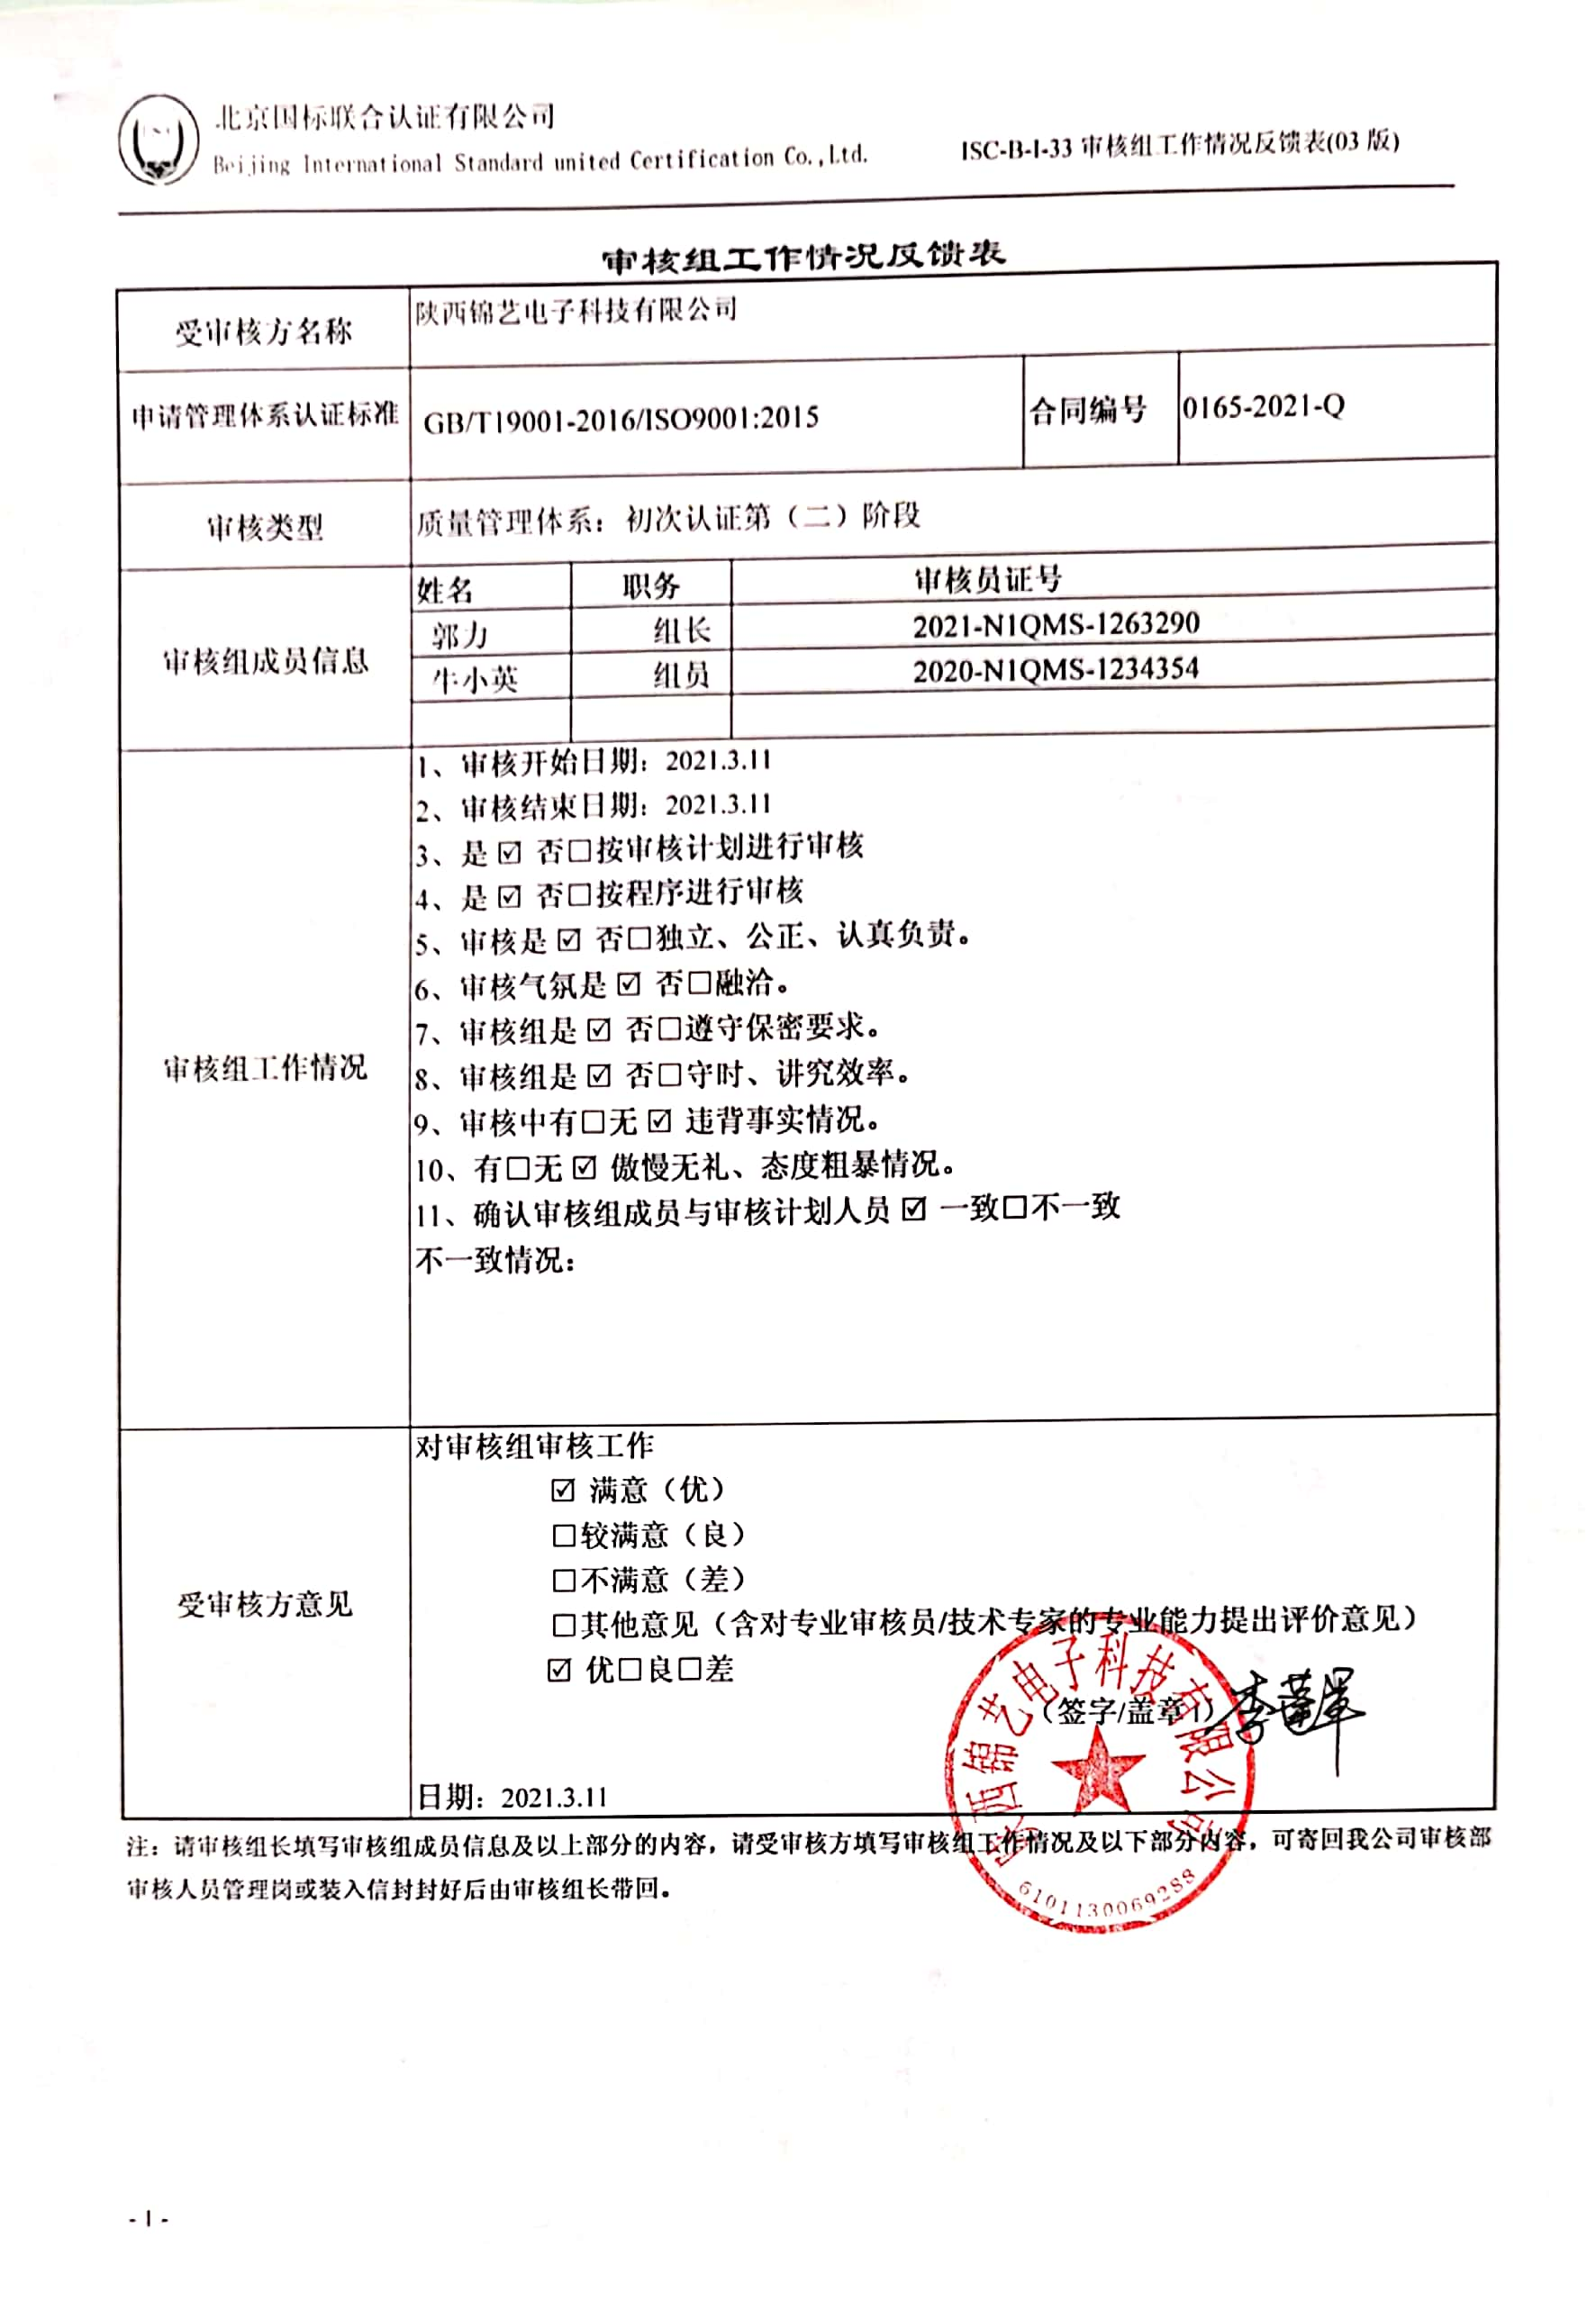 北京国标联合认证有限公司
Beijing International Standard united Certification Co.,Ltd.
ISC-B-I-33 审核组工作情况反馈表(03 版)
审核组工作情况反馈表
受审核方名称 陕西锦艺电子科技有限公司
申请管理体系认证标准 GB/T19001-2016/ISO9001:2015 合同编号 0165-2021-Q
审核类型 质量管理体系：初次认证第（二）阶段
审核组成员信息
姓名 职务 审核员证号
郭力 组长 2021-N1QMS-1263290
牛小英 组员 2020-N1QMS-1234354
审核组工作情况
1、审核开始日期：2021.3.11
2、审核结束日期：2021.3.11
3、是☑ 否□按审核计划进行审核
4、是☑ 否□按程序进行审核
5、审核是☑ 否□独立、公正、认真负责。
6、审核气氛是☑ 否□融洽。
7、审核组是☑ 否□遵守保密要求。
8、审核组是☑ 否□守时、讲究效率。
9、审核中有□无☑ 违背事实情况。
10、有□无☑ 傲慢无礼、态度粗暴情况。
11、确认审核组成员与审核计划人员☑ 一致□不一致
不一致情况：
受审核方意见
对审核组审核工作
☑ 满意（优）
□较满意（良）
□不满意（差）
□其他意见（含对专业审核员/技术专家的专业能力提出评价意见）
☑ 优□良□差
（签字/盖章）
陕西锦艺电子科技有限公司
6101130069288
日期：2021.3.11
注：请审核组长填写审核组成员信息及以上部分的内容，请受审核方填写审核组工作情况及以下部分内容，可寄回我公司审核部
审核人员管理岗或装入信封封好后由审核组长带回。
- 1 -